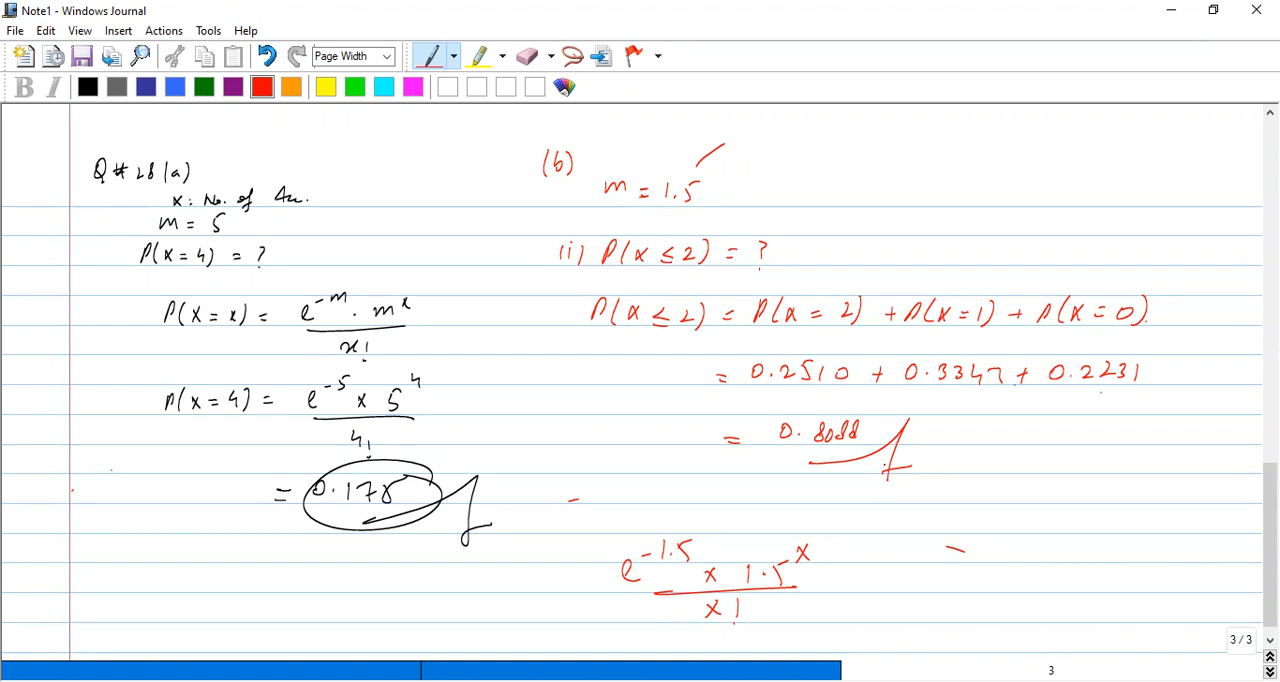 Note1 - Windows Journal
File Edit View Insert Actions Tools Help
Page Width
B I
Q # 28 (a)
x : No. of Acc.
m = 5
P(x = 4) = ?
P(X = x) = e^-m . m^x
x!
P(x = 4) = e^-5 x 5^4
4!
= 0.175
(b)
m = 1.5
(ii) P(x ≤ 2) = ?
P(x ≤ 2) = P(x = 2) + P(x = 1) + P(x = 0).
= 0.2510 + 0.3347 + 0.2231
= 0.8088
e^-1.5 x 1.5^x
x!
3 / 3
3